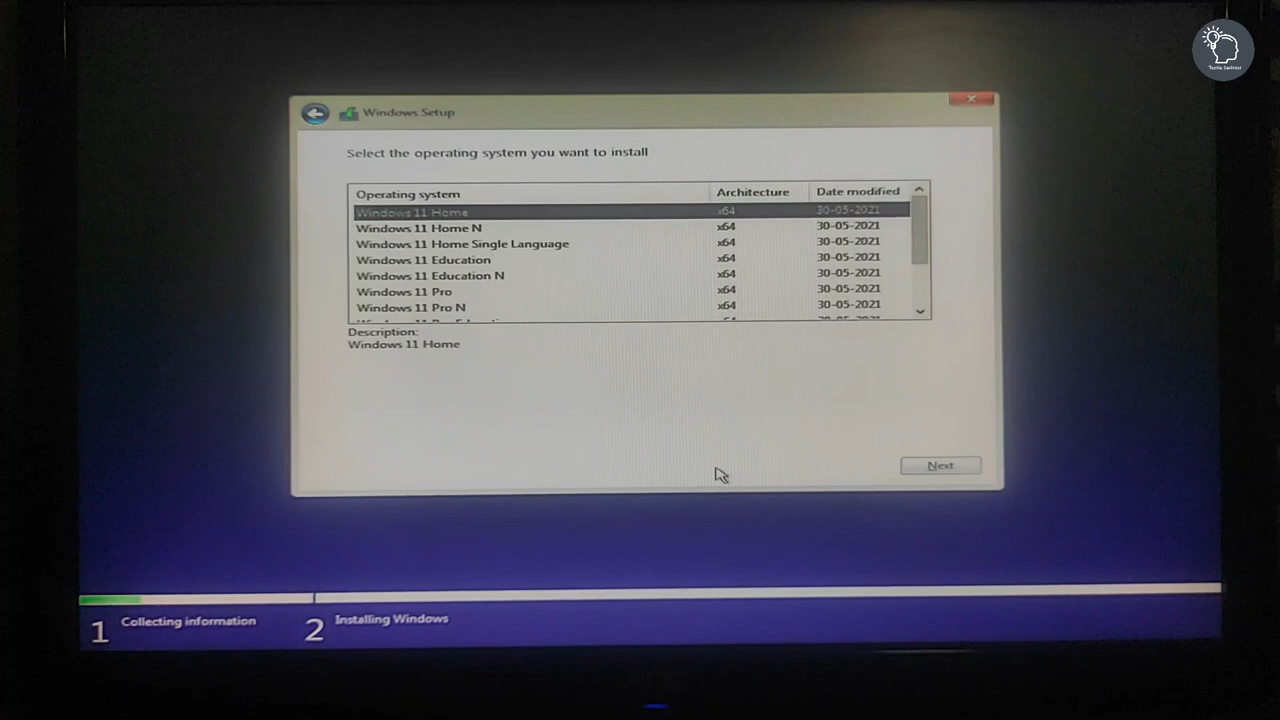 Windows Setup
Select the operating system you want to install
Operating system Architecture Date modified
Windows 11 Home x64 30-05-2021
Windows 11 Home N x64 30-05-2021
Windows 11 Home Single Language x64 30-05-2021
Windows 11 Education x64 30-05-2021
Windows 11 Education N x64 30-05-2021
Windows 11 Pro x64 30-05-2021
Windows 11 Pro N x64 30-05-2021
Description:
Windows 11 Home
Next
1 Collecting information 2 Installing Windows